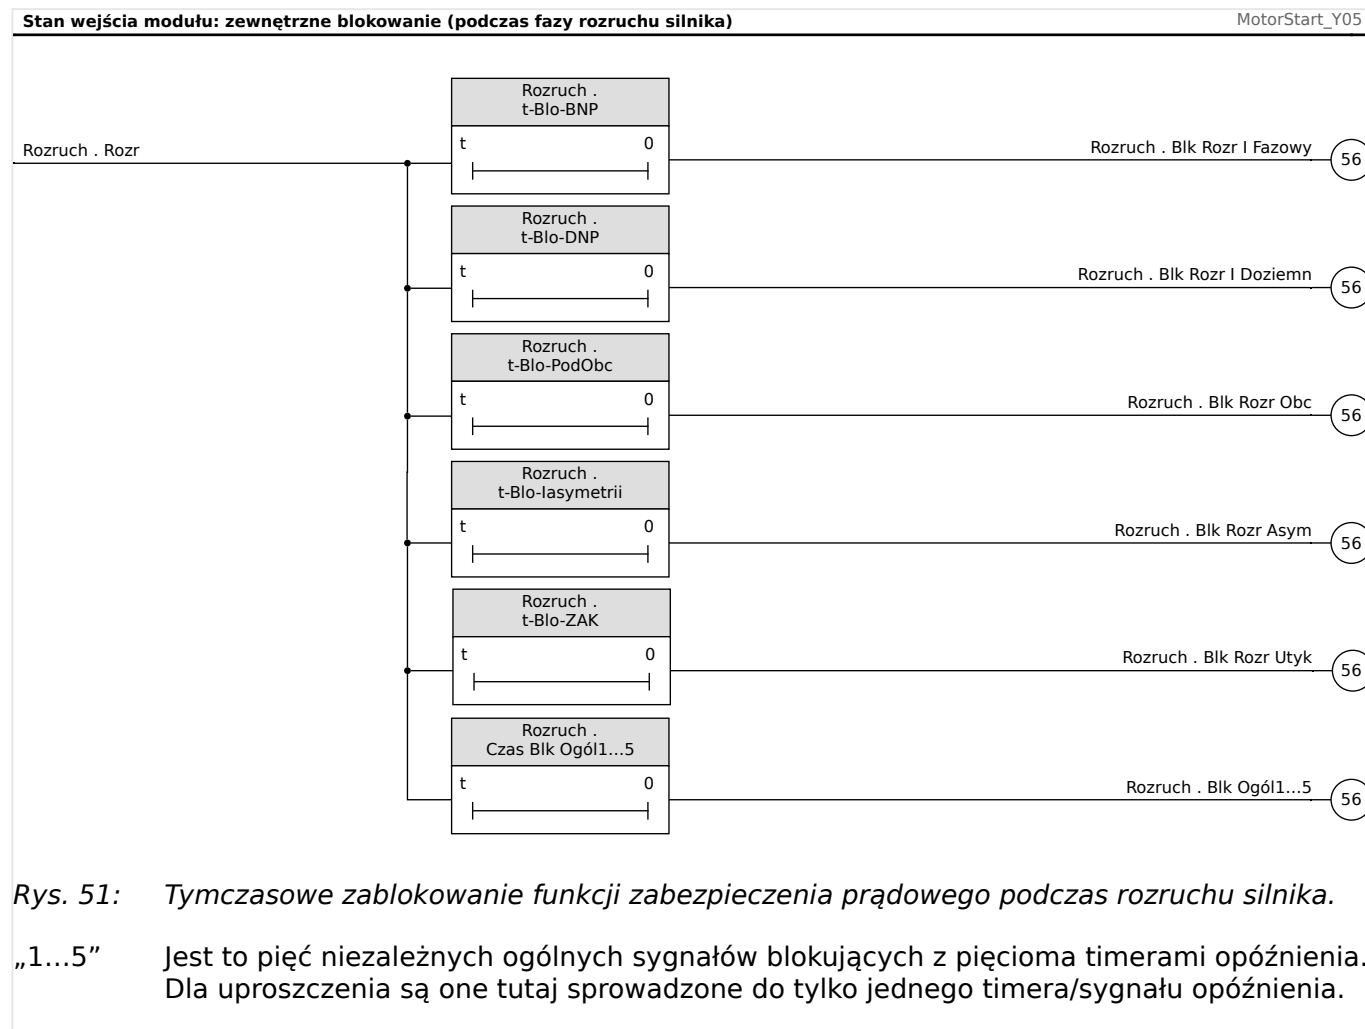 Stan wejścia modułu: zewnętrzne blokowanie (podczas fazy rozruchu silnika)
MotorStart_Y05
Rozruch . Rozr
Rozruch .
t-Blo-BNP
t 0
Rozruch . Blk Rozr I Fazowy
56
Rozruch .
t-Blo-DNP
t 0
Rozruch . Blk Rozr I Doziemn
56
Rozruch .
t-Blo-PodObc
t 0
Rozruch . Blk Rozr Obc
56
Rozruch .
t-Blo-Iasymetrii
t 0
Rozruch . Blk Rozr Asym
56
Rozruch .
t-Blo-ZAK
t 0
Rozruch . Blk Rozr Utyk
56
Rozruch .
Czas Blk Ogól1…5
t 0
Rozruch . Blk Ogól1…5
56
Rys. 51: Tymczasowe zablokowanie funkcji zabezpieczenia prądowego podczas rozruchu silnika.
„1…5” Jest to pięć niezależnych ogólnych sygnałów blokujących z pięcioma timerami opóźnienia.
Dla uproszczenia są one tutaj sprowadzone do tylko jednego timera/sygnału opóźnienia.